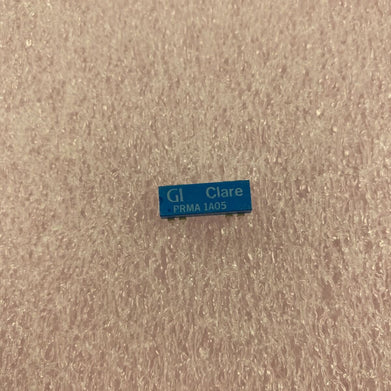 GI Clare
PRMA 1A05